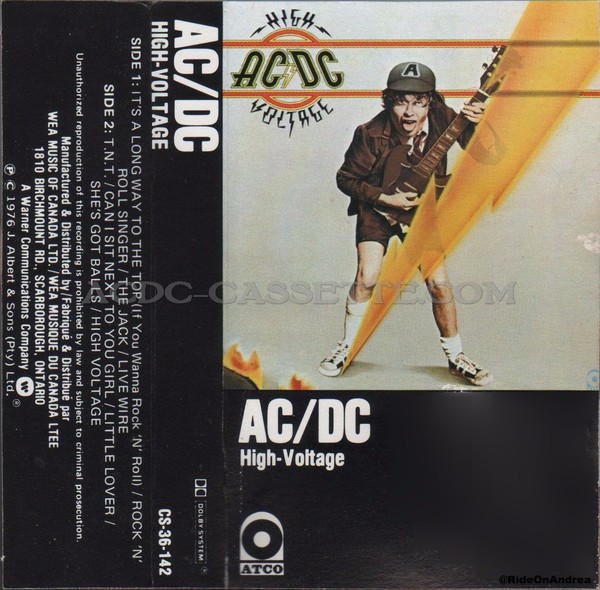 AC/DC
HIGH-VOLTAGE
SIDE 1: IT'S A LONG WAY TO THE TOP (If You Wanna Rock 'N' Roll) / ROCK 'N'
ROLL SINGER / THE JACK / LIVE WIRE
SIDE 2: T.N.T. / CAN I SIT NEXT TO YOU GIRL / LITTLE LOVER /
SHE'S GOT BALLS / HIGH VOLTAGE
Unauthorized reproduction of this recording is prohibited by law and subject to criminal prosecution.
Manufactured & Distributed by/Fabriqué & Distribué par
WEA MUSIC OF CANADA LTD./WEA MUSIQUE DU CANADA LTEE
1810 BIRCHMOUNT RD., SCARBOROUGH, ONTARIO
A Warner Communications Company
℗ © 1976 J. Albert & Sons (Pty) Ltd.
DOLBY SYSTEM ®
CS-36-142
HIGH
AC DC
VOLTAGE
A
ACDC-CASSETTE.COM
AC/DC
High-Voltage
ATCO
@RideOnAndrea